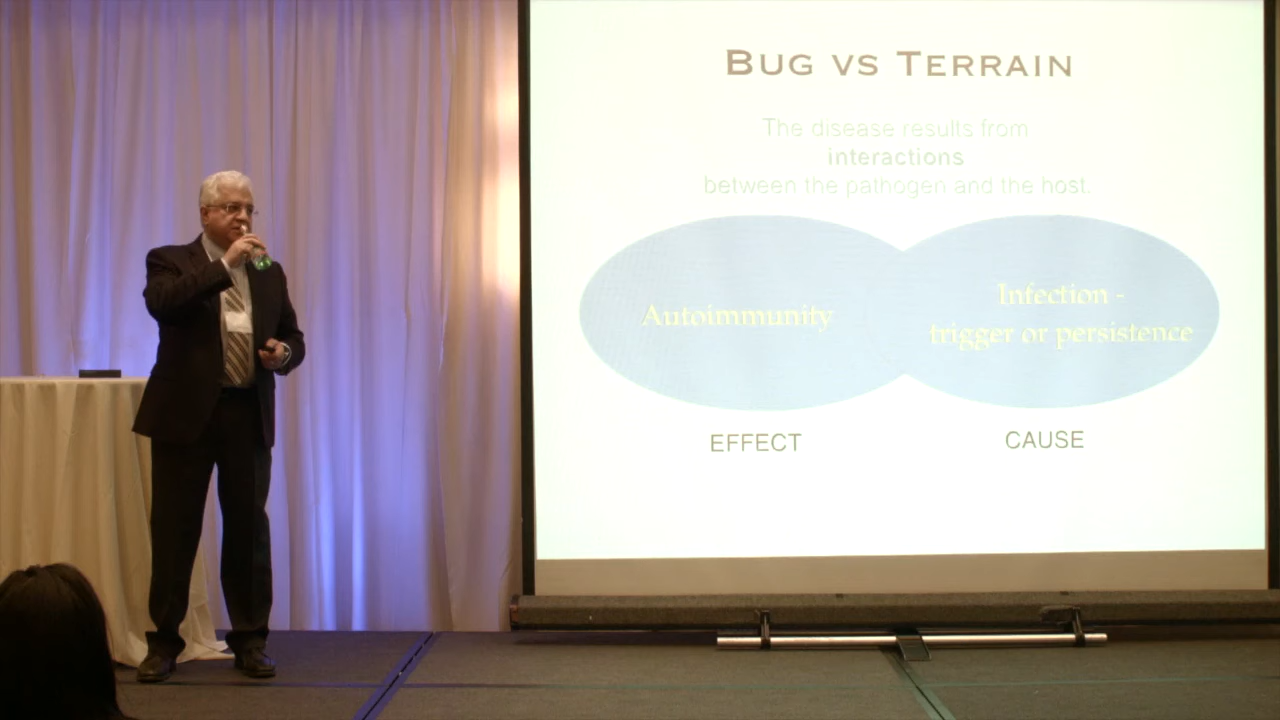 BUG VS TERRAIN
The disease results from
interactions
between the pathogen and the host.
Autoimmunity
Infection -
trigger or persistence
EFFECT
CAUSE